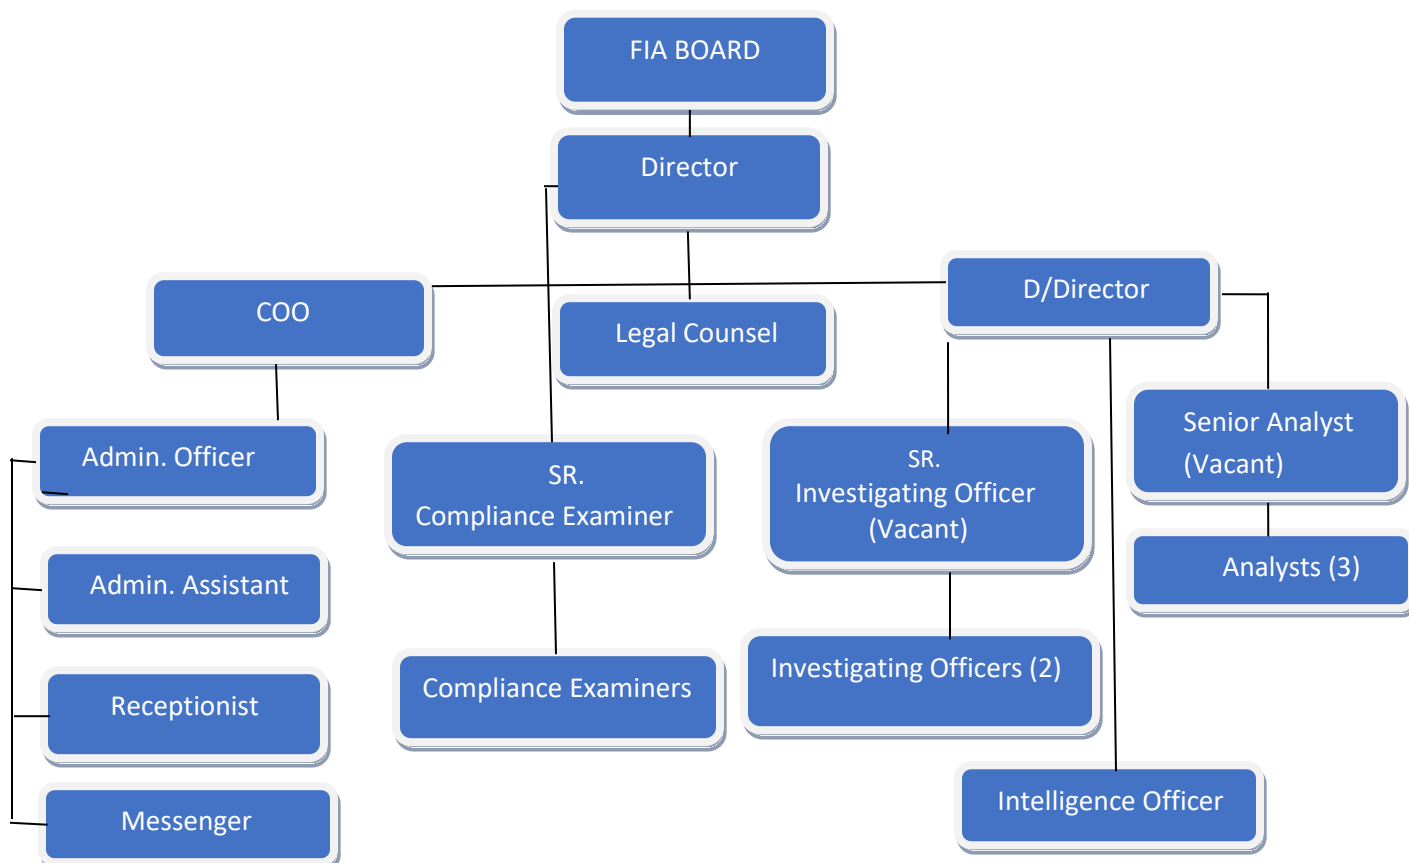 FIA BOARD
Director
COO
Legal Counsel
D/Director
Admin. Officer
SR.
Compliance Examiner
SR.
Investigating Officer
(Vacant)
Senior Analyst
(Vacant)
Admin. Assistant
Analysts (3)
Receptionist
Compliance Examiners
Investigating Officers (2)
Messenger
Intelligence Officer